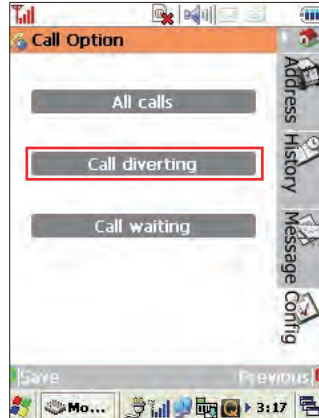 Call Option
All calls
Call diverting
Call waiting
Address
History
Message
Config
Save
Previous
Mo...
3:17